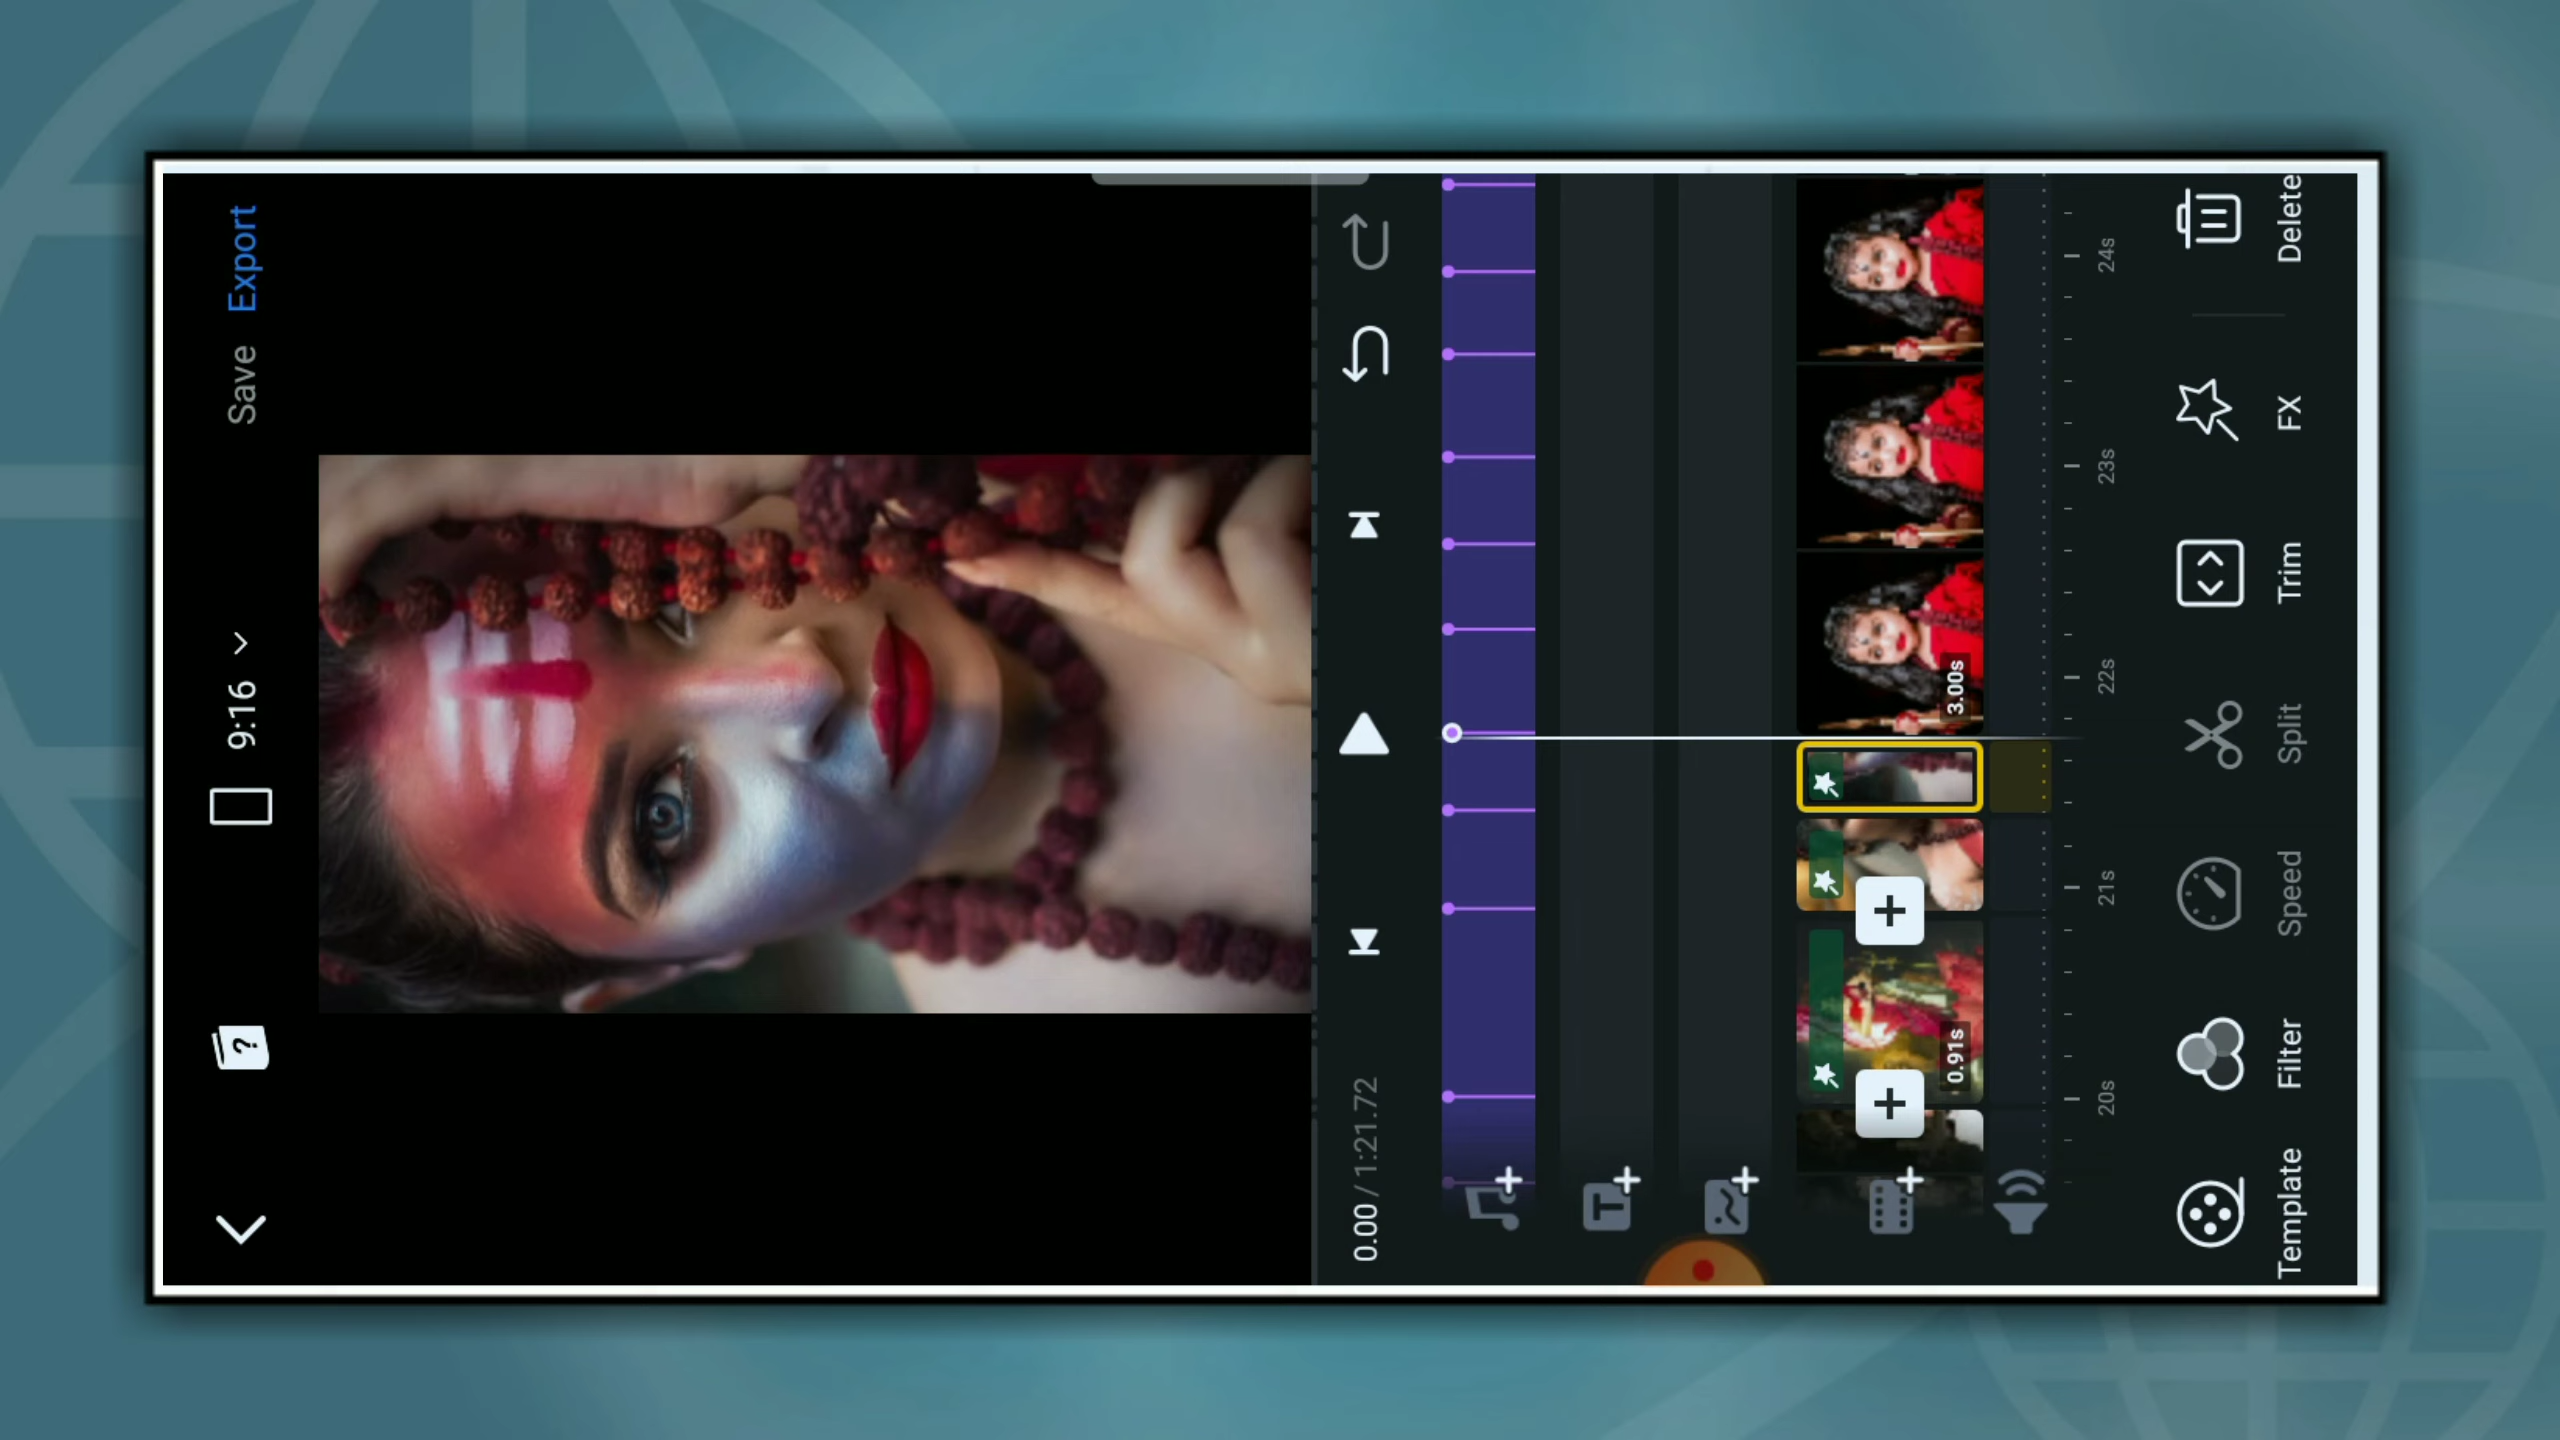 9:16
Save Export
?
0.00 / 1:21.72
T
0.91s
3.00s
20s 21s 22s 23s 24s
Template Filter Speed Split Trim FX Delete